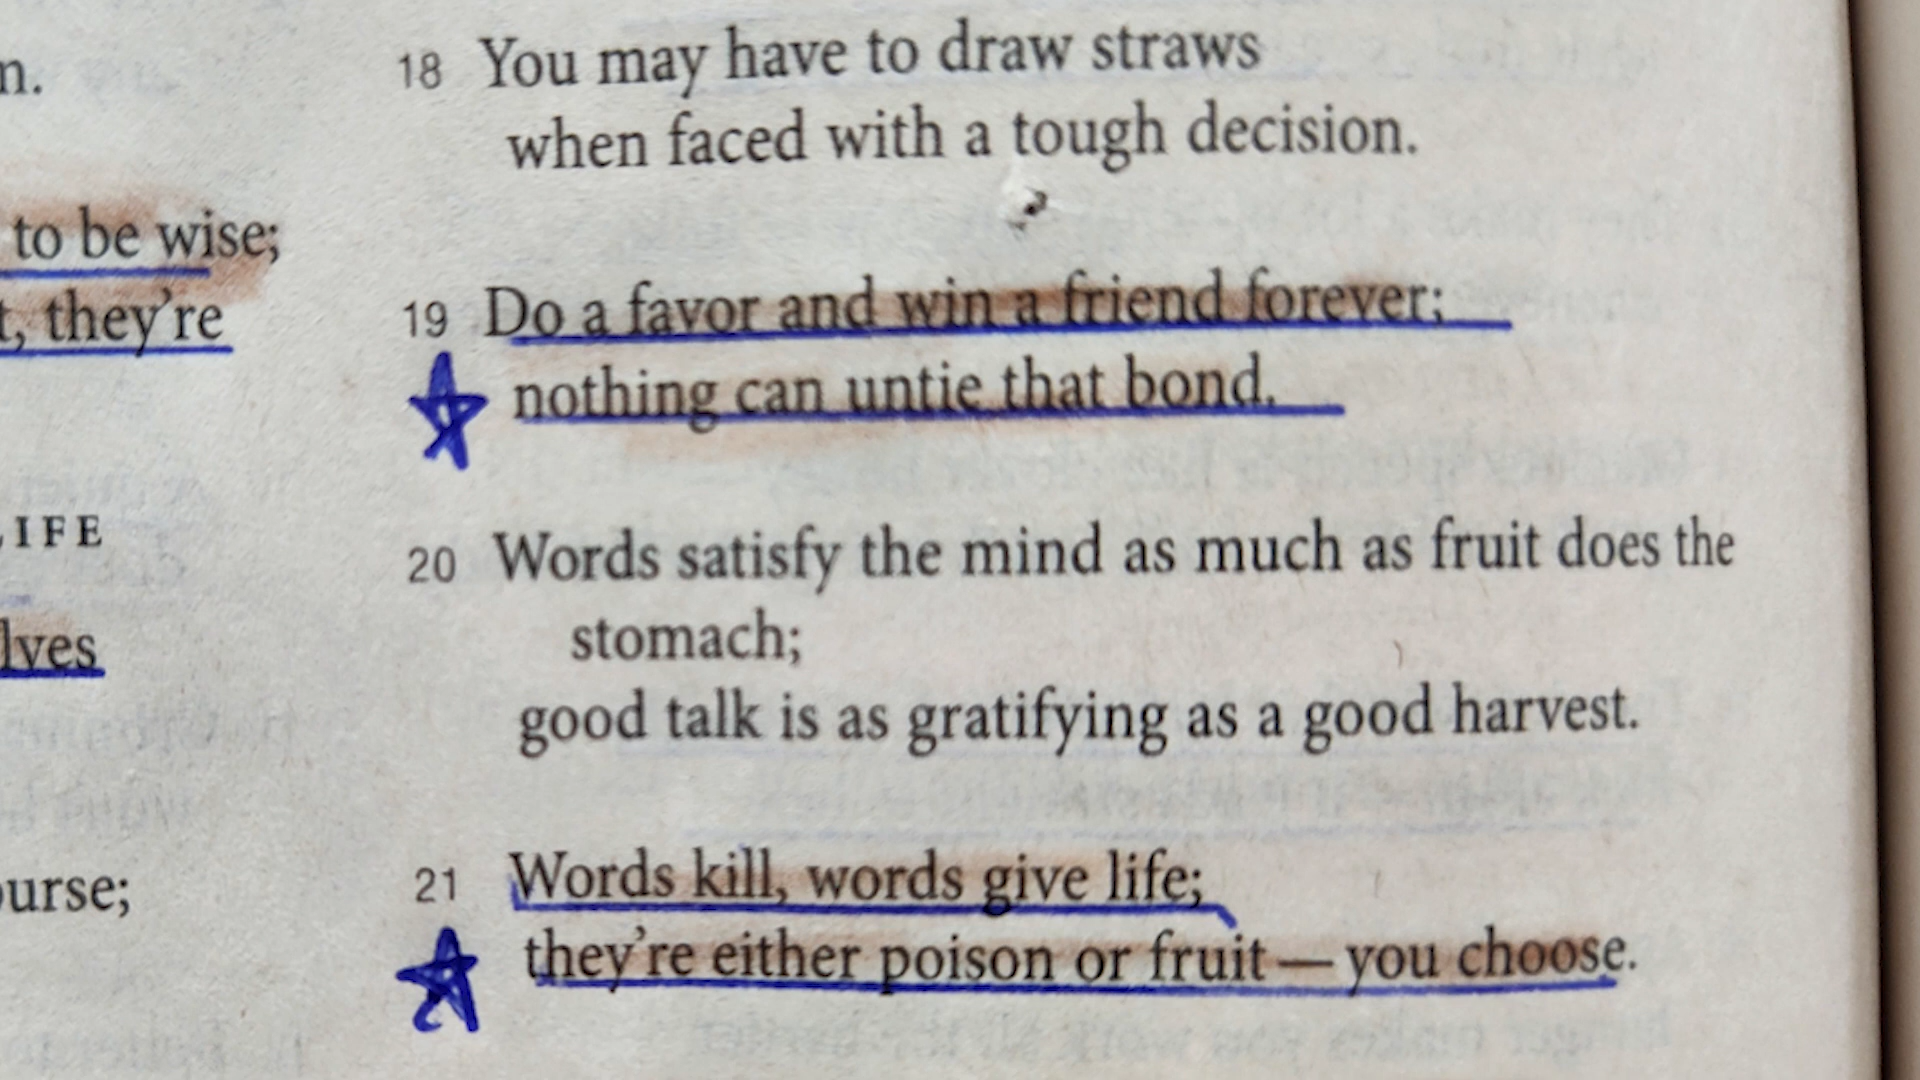 n.
to be wise;
t, they're
LIFE
lves
ourse;
18 You may have to draw straws
when faced with a tough decision.
19 Do a favor and win a friend forever;
nothing can untie that bond.
20 Words satisfy the mind as much as fruit does the
stomach;
good talk is as gratifying as a good harvest.
21 Words kill, words give life;
they're either poison or fruit—you choose.